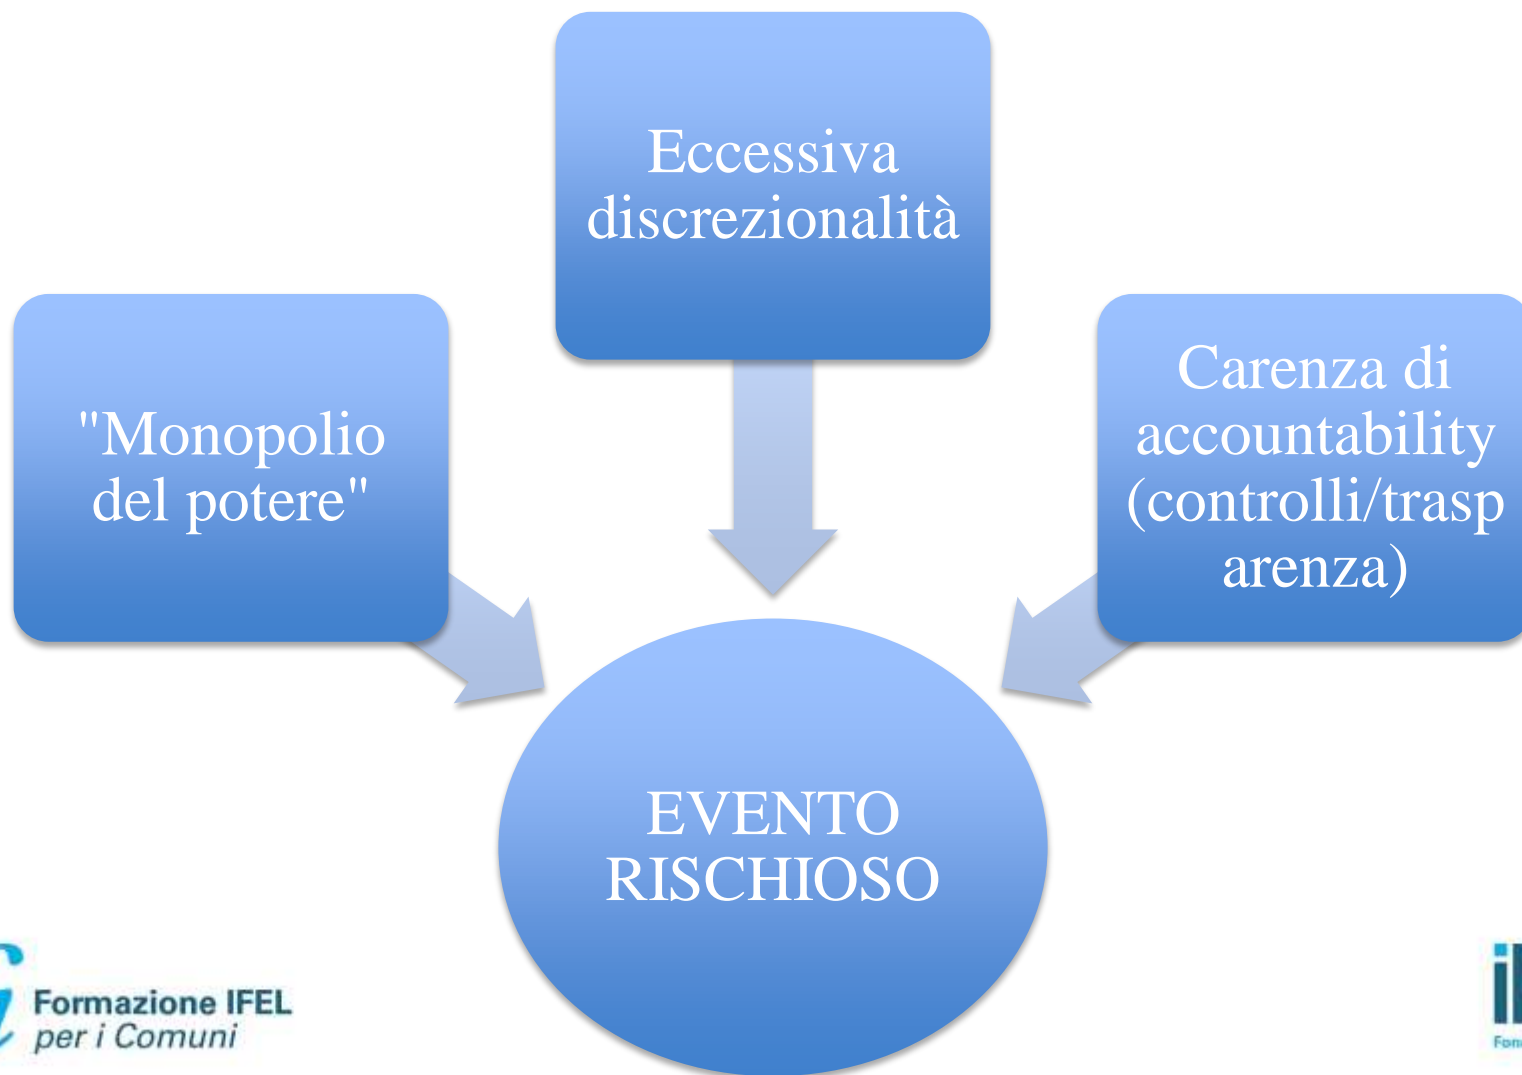 Eccessiva
discrezionalità
"Monopolio
del potere"
Carenza di
accountability
(controlli/trasp
arenza)
EVENTO
RISCHIOSO
Formazione IFEL
per i Comuni